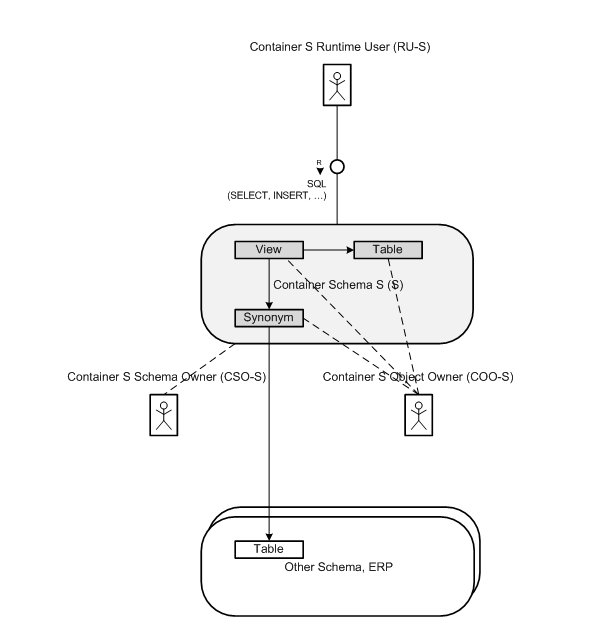 Container S Runtime User (RU-S)
R
SQL
(SELECT, INSERT, ...)
View
Table
Container Schema S (S)
Synonym
Container S Schema Owner (CSO-S)
Container S Object Owner (COO-S)
Table
Other Schema, ERP